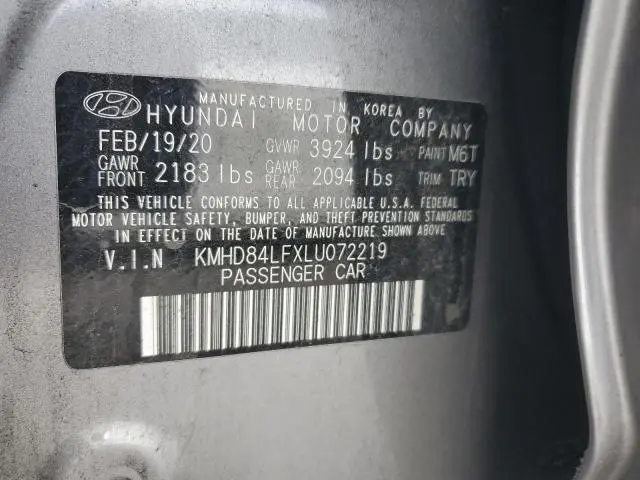 MANUFACTURED IN KOREA BY
HYUNDAI MOTOR COMPANY
FEB/19/20 GVWR 3924 lbs PAINT M6T
GAWR FRONT 2183 lbs GAWR REAR 2094 lbs TRIM TRY
THIS VEHICLE CONFORMS TO ALL APPLICABLE U.S.A. FEDERAL
MOTOR VEHICLE SAFETY, BUMPER, AND THEFT PREVENTION STANDARDS
IN EFFECT ON THE DATE OF MANUFACTURE SHOWN ABOVE
V.I.N KMHD84LFXLU072219
PASSENGER CAR